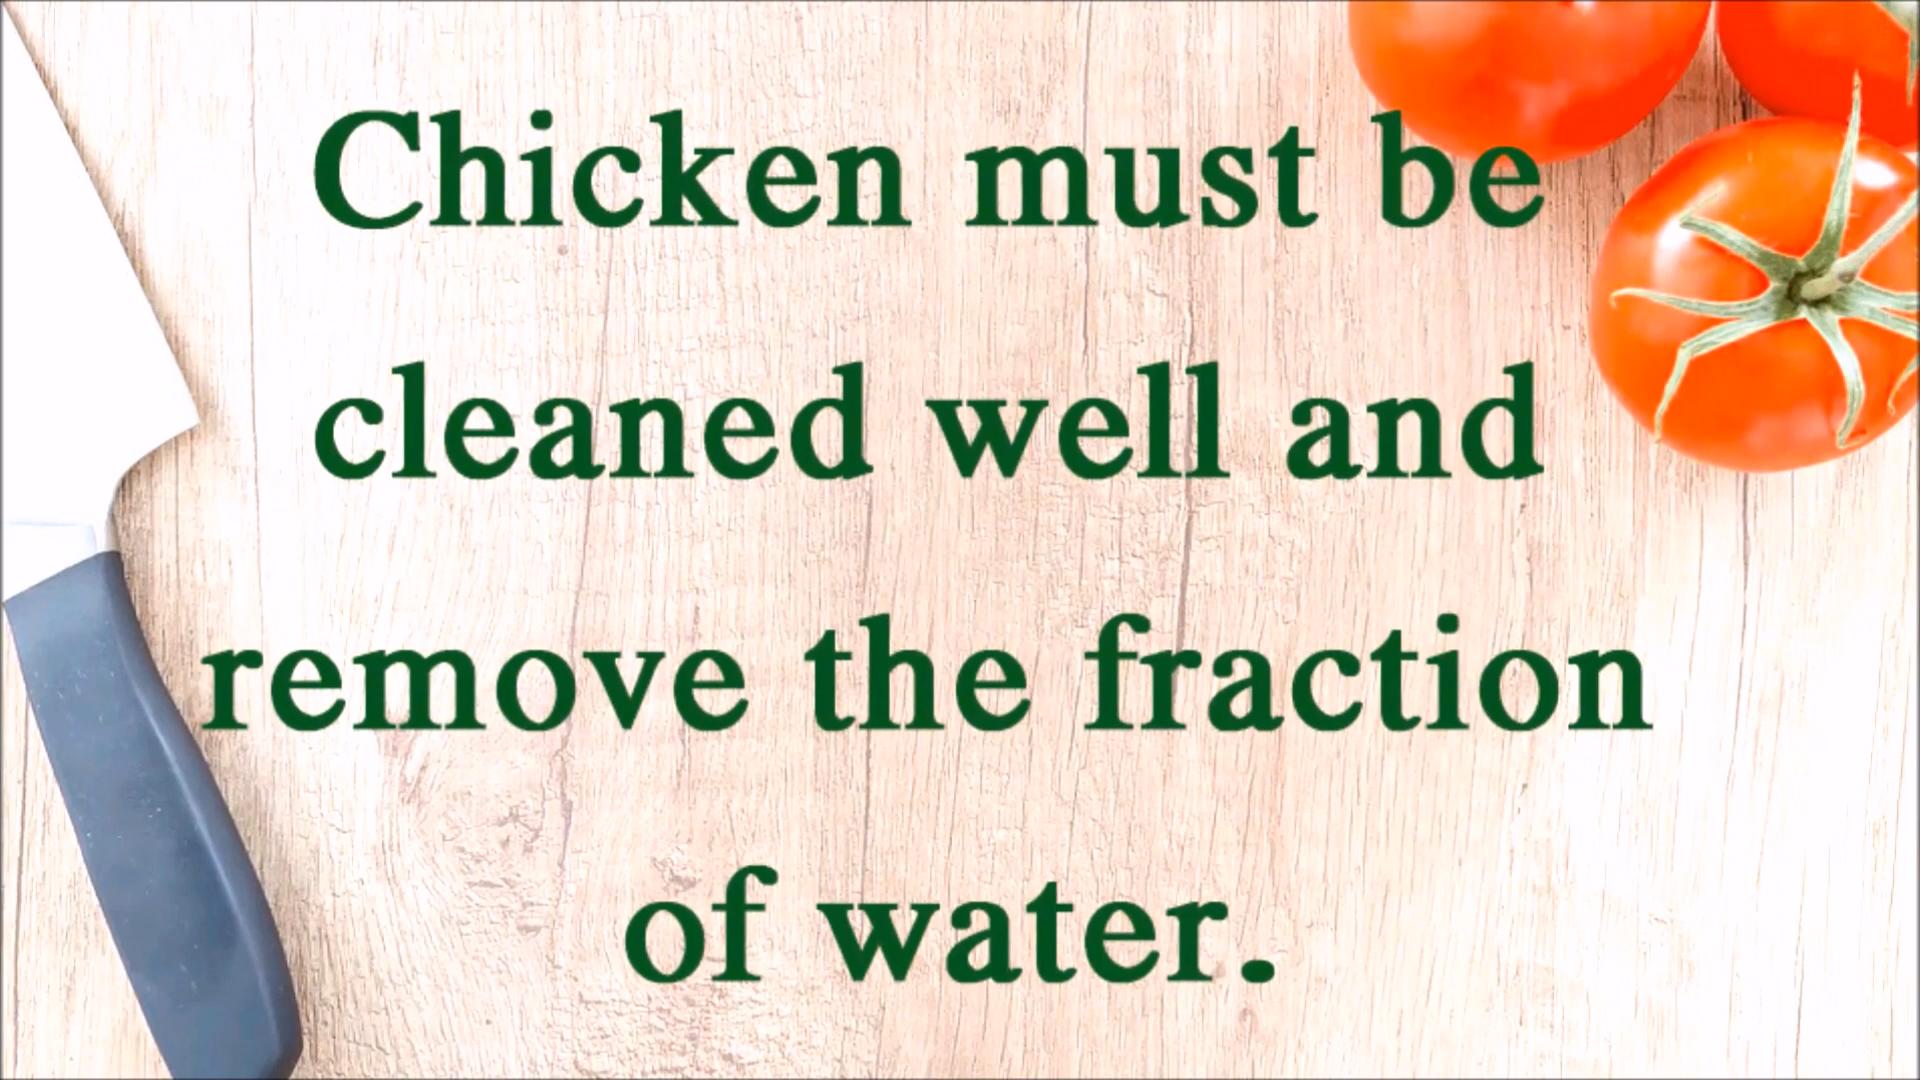 Chicken must be
cleaned well and
remove the fraction
of water.